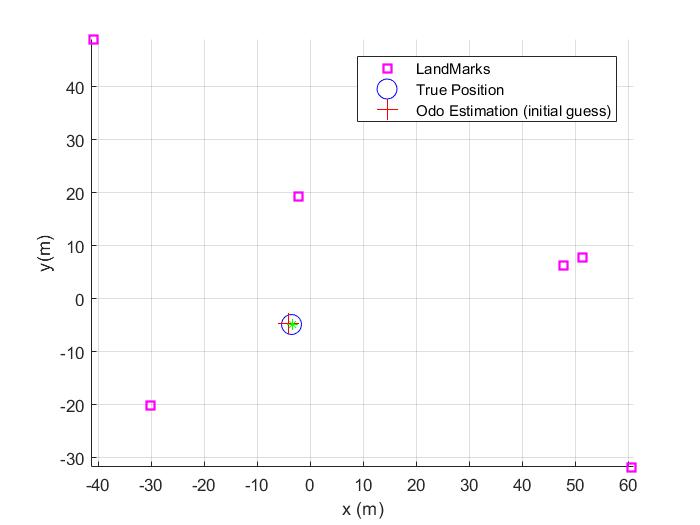 LandMarks
True Position
Odo Estimation (initial guess)
40
30
20
10
0
-10
-20
-30
y(m)
-40 -30 -20 -10 0 10 20 30 40 50 60
x (m)